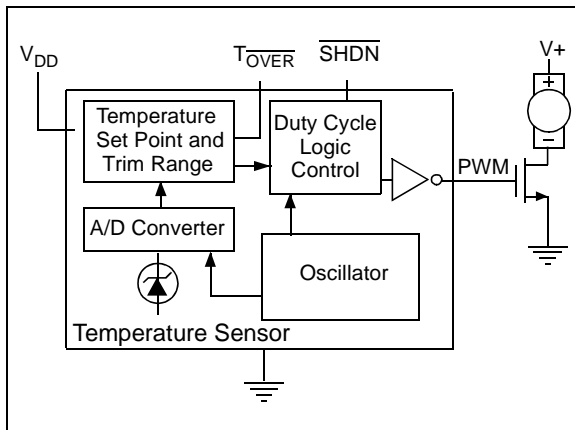 V+
VDD
TOVER
SHDN
+
Temperature
Set Point and
Trim Range
Duty Cycle
Logic
Control
-
PWM
A/D Converter
Oscillator
Temperature Sensor